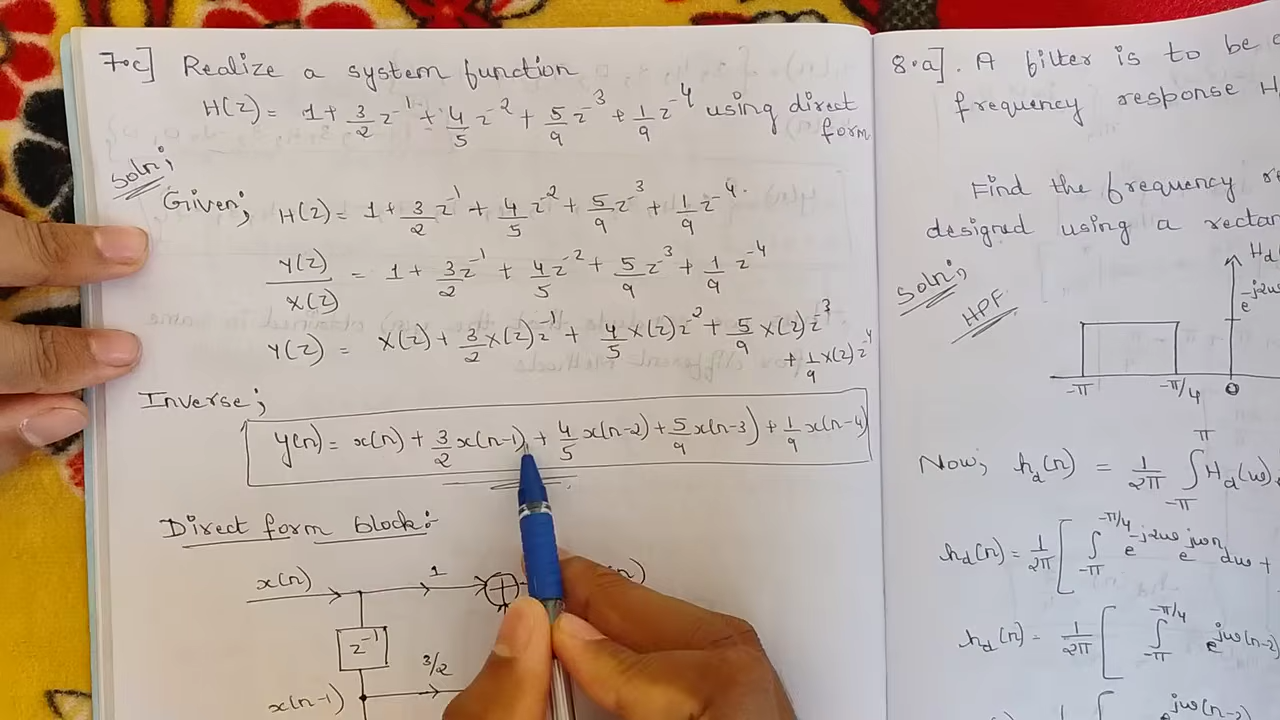 7.c] Realize a system function
H(z) = 1 + 3/2 z^-1 + 4/5 z^-2 + 5/9 z^-3 + 1/9 z^-4 using direct
form
Soln;
Given; H(z) = 1 + 3/2 z^-1 + 4/5 z^-2 + 5/9 z^-3 + 1/9 z^-4.
Y(z)/X(z) = 1 + 3/2 z^-1 + 4/5 z^-2 + 5/9 z^-3 + 1/9 z^-4
Y(z) = X(z) + 3/2 X(z) z^-1 + 4/5 X(z) z^-2 + 5/9 X(z) z^-3
+ 1/9 X(z) z^-4
Inverse;
y(n) = x(n) + 3/2 x(n-1) + 4/5 x(n-2) + 5/9 x(n-3) + 1/9 x(n-4)
Direct form block:-
x(n) 1 +
z^-1
3/2
x(n-1)
8.a]. A filter is to be
frequency response H
Find the frequency
designed using a
Soln;
HPF
Hd
e^-j2ω
-π -π/4 0
Now; hd(n) = 1/2π ∫_-π^π Hd(ω)
hd(n) = 1/2π [ ∫_-π^-π/4 e^-j2ω e^jωn dω +
hd(n) = 1/2π [ ∫_-π^-π/4 e^jω(n-2)
jω(n-2)